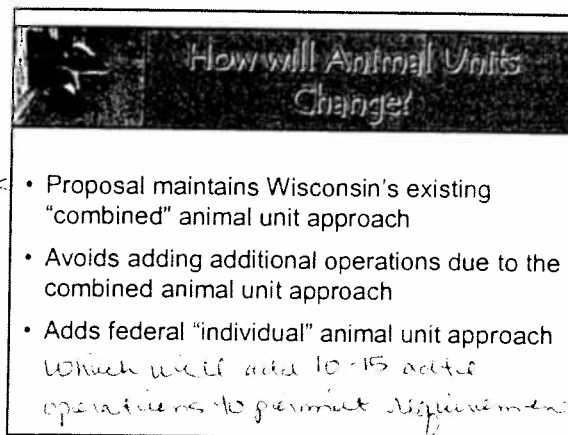 How will Animal Units
Change?
• Proposal maintains Wisconsin's existing
"combined" animal unit approach
• Avoids adding additional operations due to the
combined animal unit approach
• Adds federal "individual" animal unit approach
which will add 10-15
operations to permit